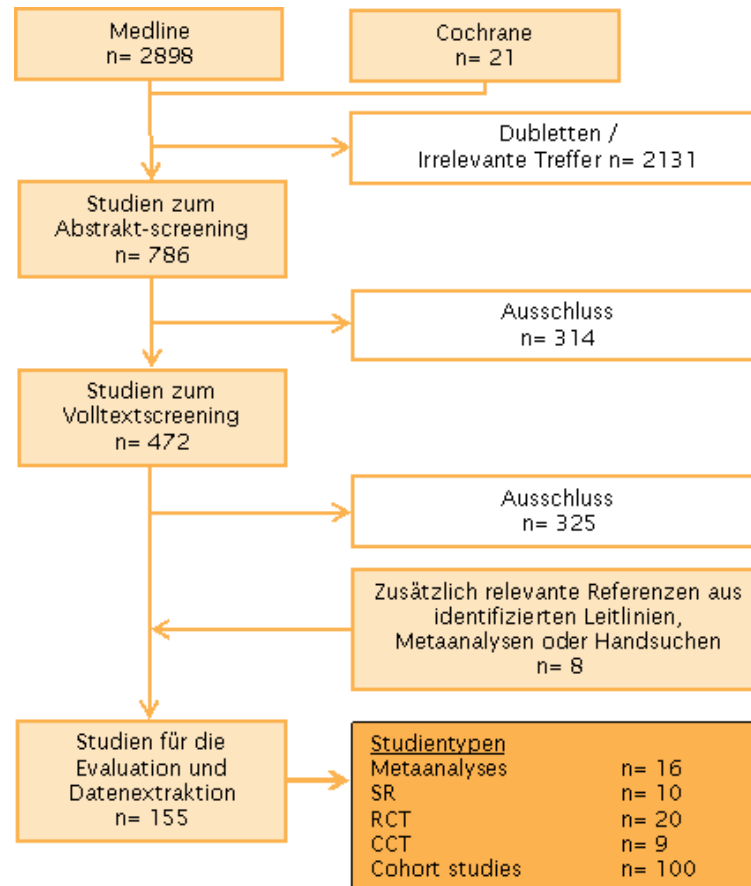 Medline
n= 2898
Cochrane
n= 21
Dubletten /
Irrelevante Treffer n= 2131
Studien zum
Abstrakt-screening
n= 786
Ausschluss
n= 314
Studien zum
Volltextscreening
n= 472
Ausschluss
n= 325
Zusätzlich relevante Referenzen aus
identifizierten Leitlinien,
Metaanalysen oder Handsuchen
n= 8
Studien für die
Evaluation und
Datenextraktion
n= 155
Studientypen
Metaanalyses n= 16
SR n= 10
RCT n= 20
CCT n= 9
Cohort studies n= 100